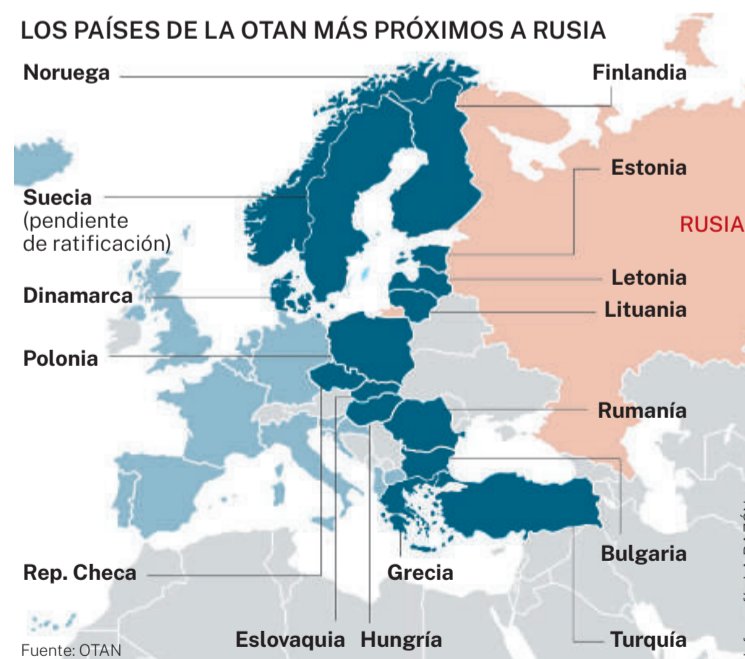 LOS PAÍSES DE LA OTAN MÁS PRÓXIMOS A RUSIA
Noruega
Finlandia
Estonia
Suecia
(pendiente
de ratificación)
RUSIA
Letonia
Dinamarca
Lituania
Polonia
Rumanía
Bulgaria
Rep. Checa
Grecia
Eslovaquia
Hungría
Turquía
Fuente: OTAN